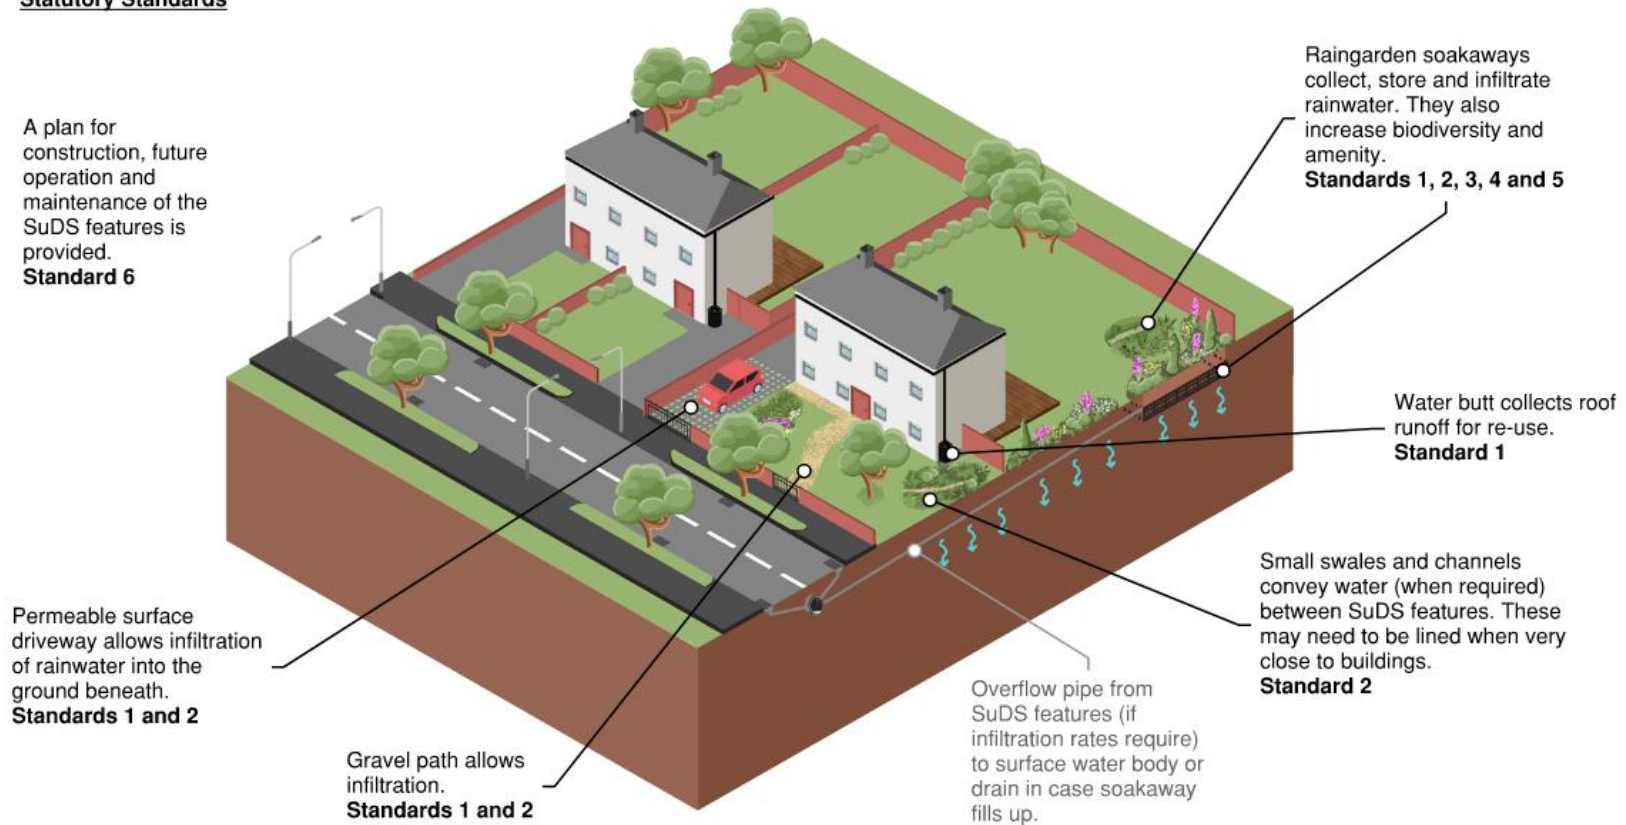 Statutory Standards
A plan for
construction, future
operation and
maintenance of the
SuDS features is
provided.
Standard 6
Raingarden soakaways
collect, store and infiltrate
rainwater. They also
increase biodiversity and
amenity.
Standards 1, 2, 3, 4 and 5
Water butt collects roof
runoff for re-use.
Standard 1
Small swales and channels
convey water (when required)
between SuDS features. These
may need to be lined when very
close to buildings.
Standard 2
Permeable surface
driveway allows infiltration
of rainwater into the
ground beneath.
Standards 1 and 2
Gravel path allows
infiltration.
Standards 1 and 2
Overflow pipe from
SuDS features (if
infiltration rates require)
to surface water body or
drain in case soakaway
fills up.